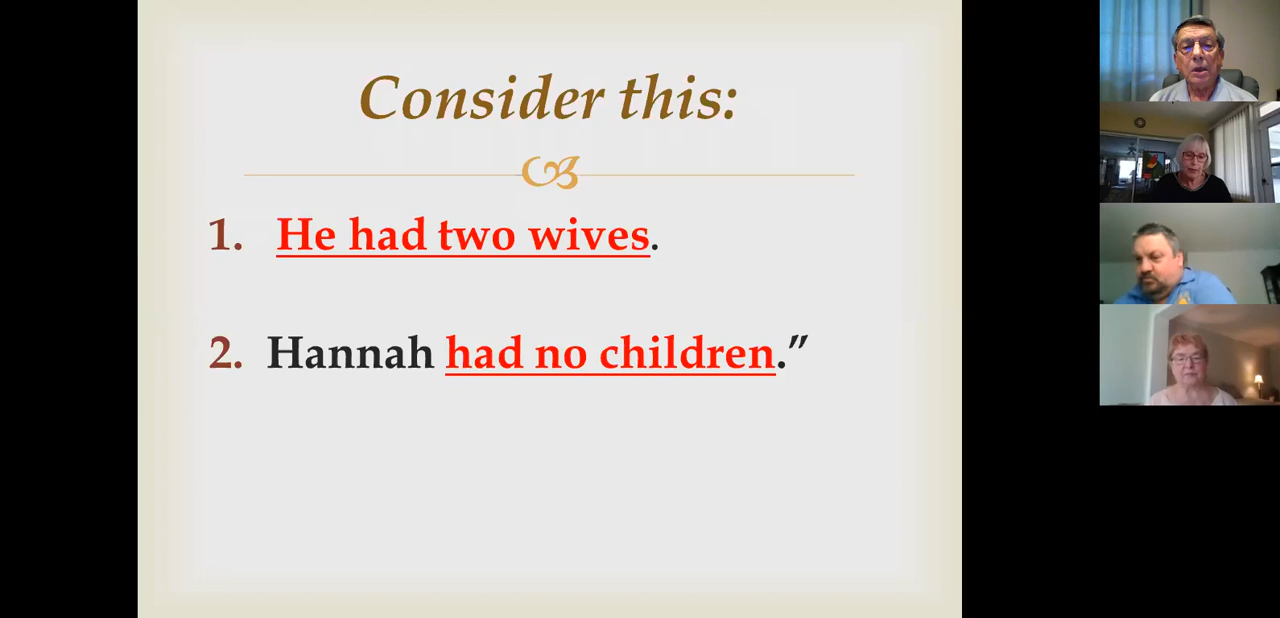 Consider this:
1. He had two wives.
2. Hannah had no children.”